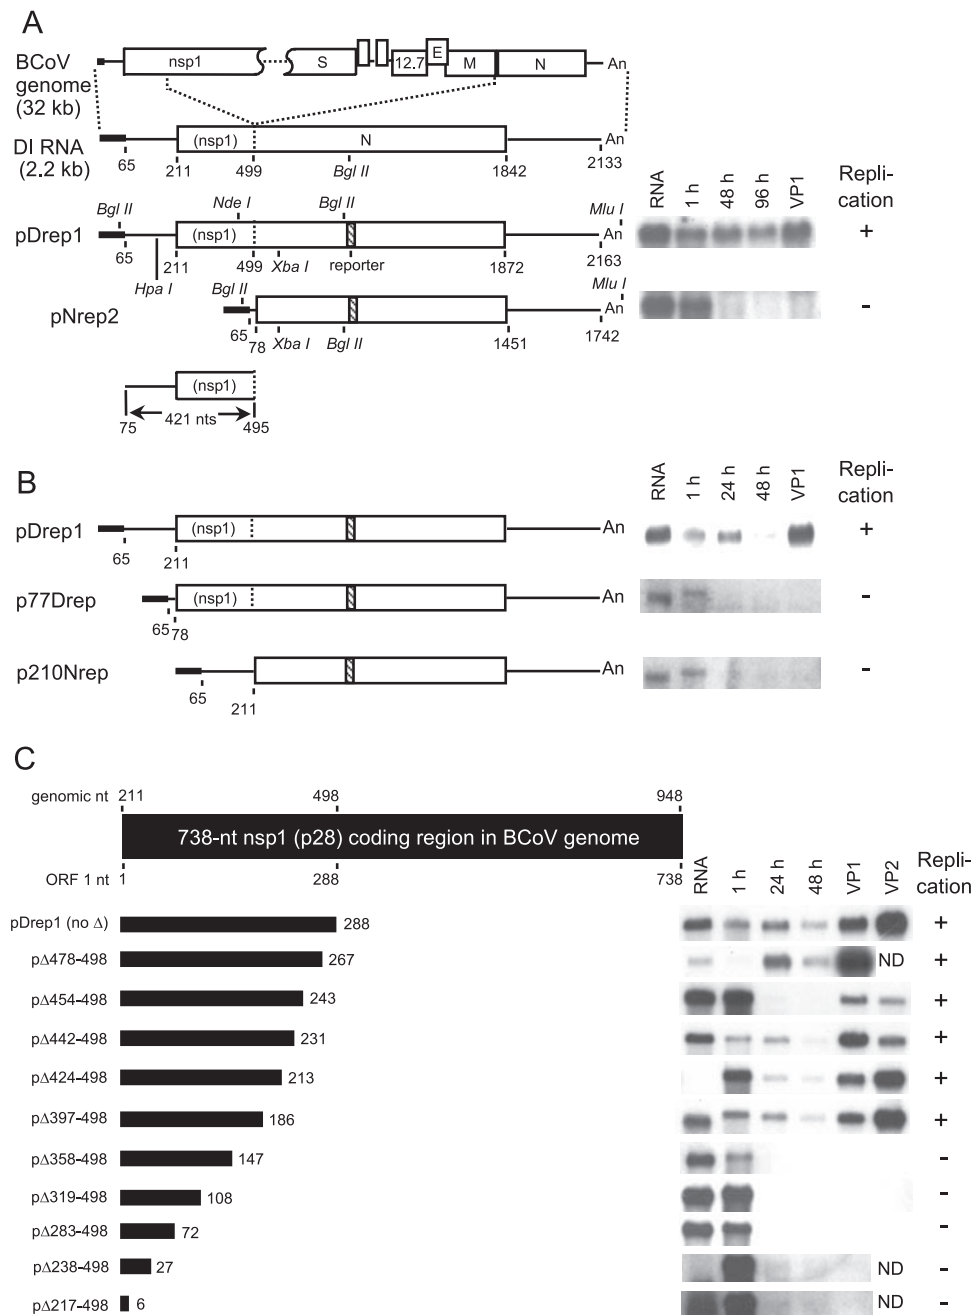 A
BCoV
genome
(32 kb)
nsp1
S
12.7
E
M
N
An
DI RNA
(2.2 kb)
(nsp1)
N
An
65
211
499
Bgl II
1842
2133
RNA
1 h
48 h
96 h
VP1
Repli-
cation
pDrep1
Bgl II
Nde I
Bgl II
Mlu I
(nsp1)
An
+
65
211
499
Xba I
reporter
1872
2163
Hpa I
pNrep2
Bgl II
Mlu I
An
-
65
78
Xba I
Bgl II
1451
1742
(nsp1)
421 nts
75
495
B
RNA
1 h
24 h
48 h
VP1
Repli-
cation
pDrep1
(nsp1)
An
+
65
211
p77Drep
(nsp1)
An
-
65
78
p210Nrep
An
-
65
211
C
genomic nt
211
498
948
738-nt nsp1 (p28) coding region in BCoV genome
ORF 1 nt
1
288
738
RNA
1 h
24 h
48 h
VP1
VP2
Repli-
cation
pDrep1 (no Δ)
288
+
pΔ478-498
267
ND
+
pΔ454-498
243
+
pΔ442-498
231
+
pΔ424-498
213
+
pΔ397-498
186
+
pΔ358-498
147
-
pΔ319-498
108
-
pΔ283-498
72
-
pΔ238-498
27
ND
-
pΔ217-498
6
ND
-